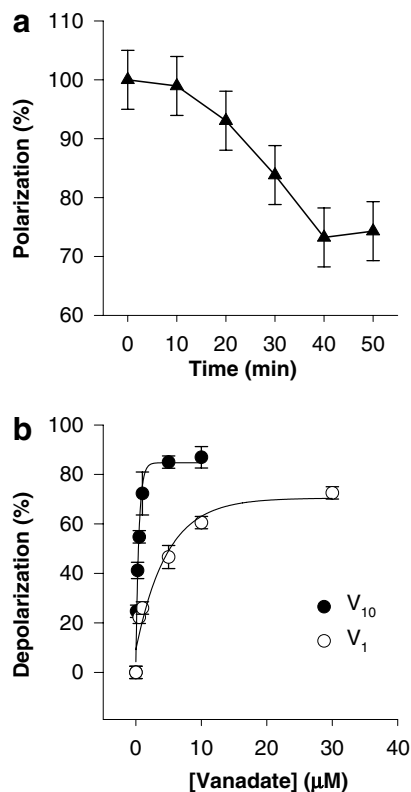 a
Polarization (%)
110
100
90
80
70
60
0 10 20 30 40 50
Time (min)
b
Depolarization (%)
100
80
60
40
20
0
V10
V1
0 10 20 30 40
[Vanadate] (µM)